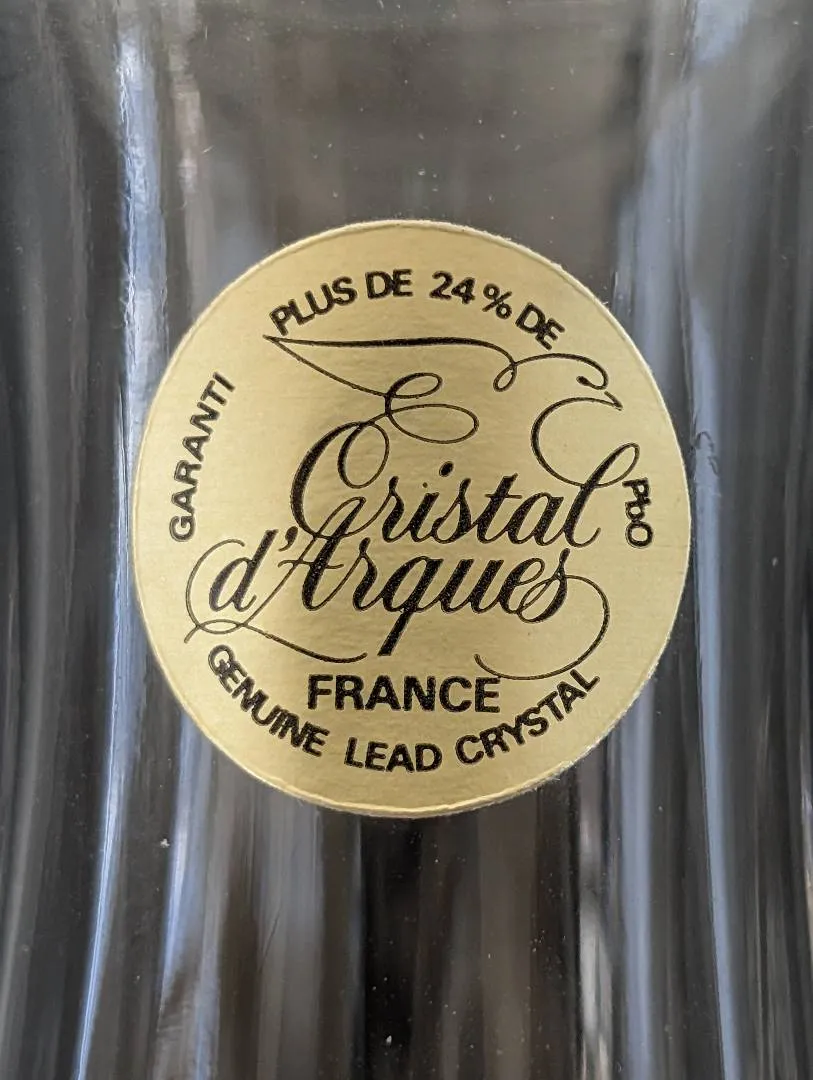 GARANTI PLUS DE 24% DE PbO
Cristal
d'Arques
FRANCE
GENUINE LEAD CRYSTAL